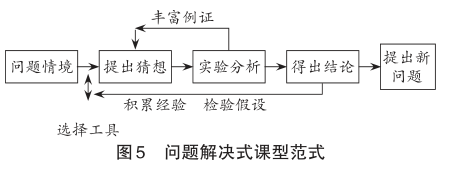 丰富例证
问题情境
提出猜想
实验分析
得出结论
提出新
问题
积累经验 检验假设
选择工具
图5 问题解决式课型范式